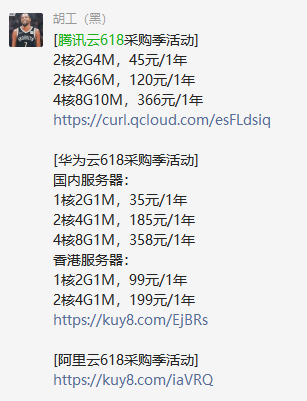 胡工（黑）
[腾讯云618采购季活动]
2核2G4M，45元/1年
2核4G6M，120元/1年
4核8G10M，366元/1年
https://curl.qcloud.com/esFLdsiq
[华为云618采购季活动]
国内服务器：
1核2G1M，35元/1年
2核4G1M，185元/1年
4核8G1M，358元/1年
香港服务器：
1核2G1M，99元/1年
2核4G1M，199元/1年
https://kuy8.com/EjBRs
[阿里云618采购季活动]
https://kuy8.com/iaVRQ